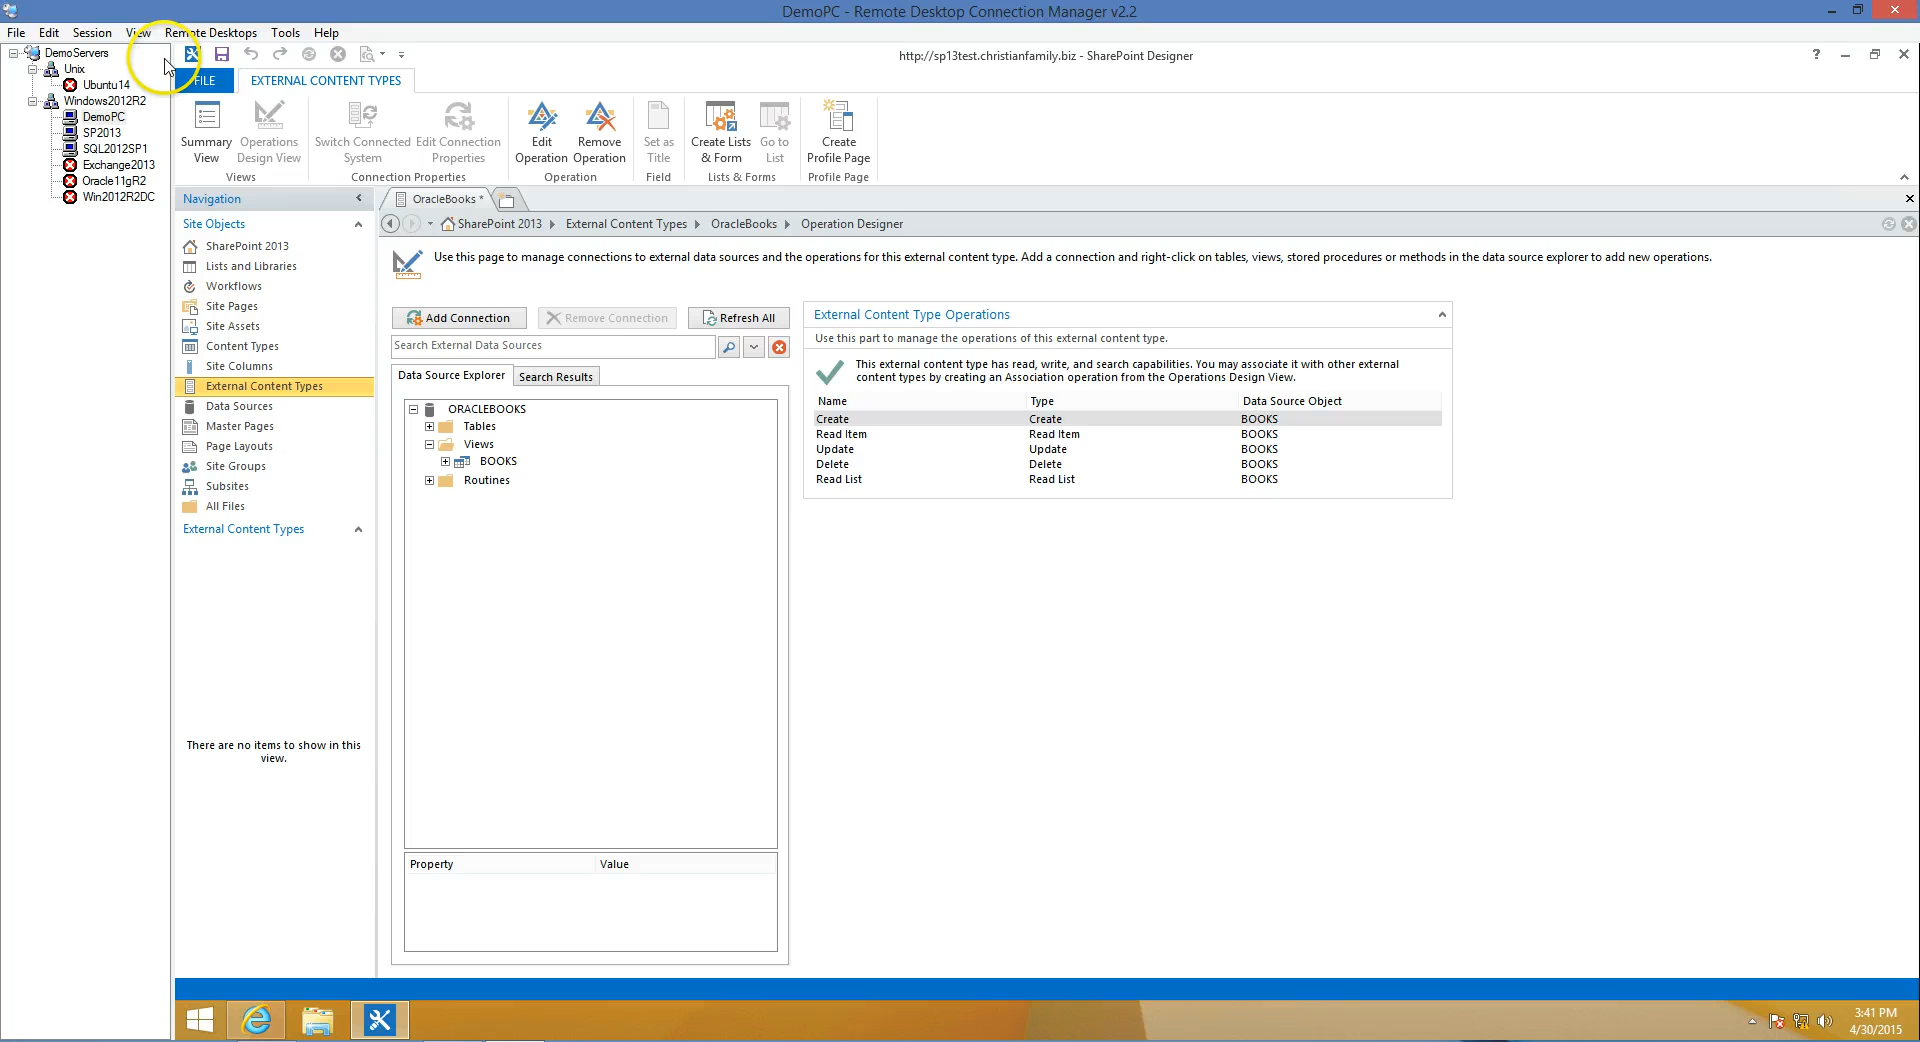 DemoPC - Remote Desktop Connection Manager v2.2
File Edit Session View Remote Desktops Tools Help
DemoServers
Unix
Ubuntu14
Windows2012R2
DemoPC
SP2013
SQL2012SP1
Exchange2013
Oracle11gR2
Win2012R2DC
http://sp13test.christianfamily.biz - SharePoint Designer
FILE EXTERNAL CONTENT TYPES
Summary View
Operations Design View
Views
Switch Connected System
Edit Connection Properties
Connection Properties
Edit Operation
Remove Operation
Operation
Set as Title
Field
Create Lists & Form
Go to List
Lists & Forms
Create Profile Page
Profile Page
Navigation
Site Objects
SharePoint 2013
Lists and Libraries
Workflows
Site Pages
Site Assets
Content Types
Site Columns
External Content Types
Data Sources
Master Pages
Page Layouts
Site Groups
Subsites
All Files
External Content Types
There are no items to show in this
view.
OracleBooks *
SharePoint 2013 External Content Types OracleBooks Operation Designer
Use this page to manage connections to external data sources and the operations for this external content type. Add a connection and right-click on tables, views, stored procedures or methods in the data source explorer to add new operations.
Add Connection Remove Connection Refresh All
Search External Data Sources
Data Source Explorer Search Results
ORACLEBOOKS
Tables
Views
BOOKS
Routines
Property Value
External Content Type Operations
Use this part to manage the operations of this external content type.
This external content type has read, write, and search capabilities. You may associate it with other external
content types by creating an Association operation from the Operations Design View.
Name Type Data Source Object
Create Create BOOKS
Read Item Read Item BOOKS
Update Update BOOKS
Delete Delete BOOKS
Read List Read List BOOKS
3:41 PM
4/30/2015